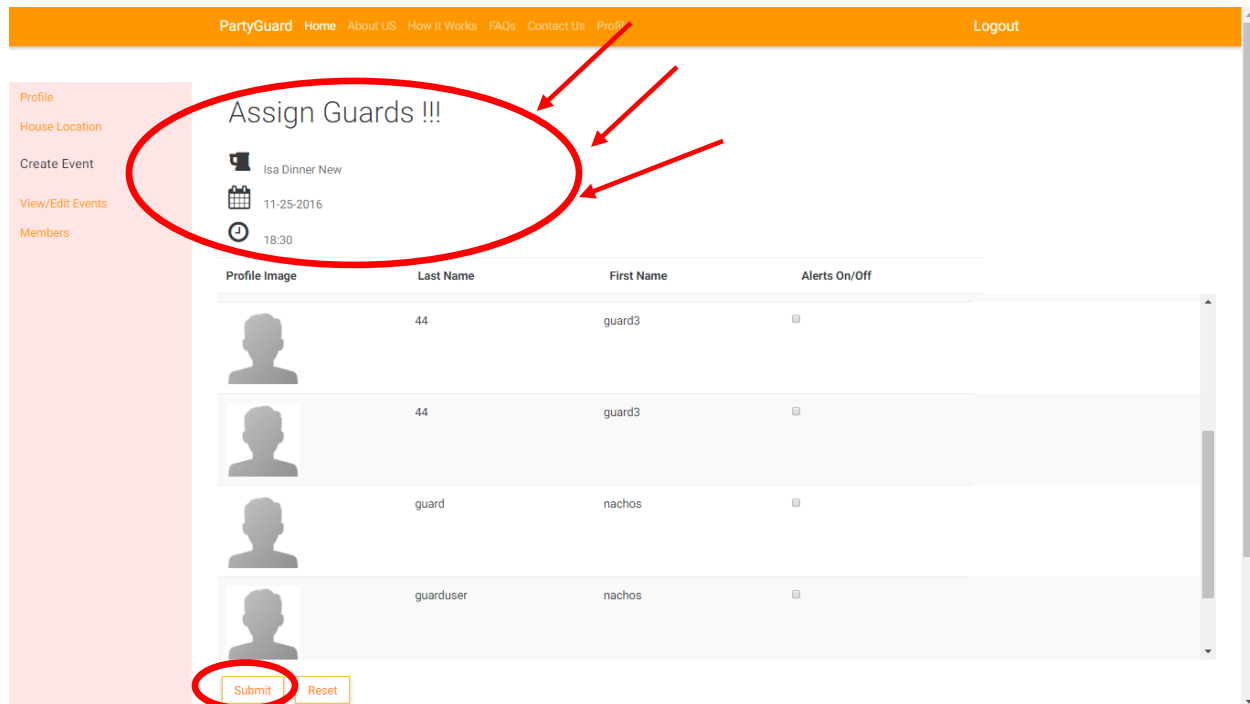 PartyGuard Home About US How It Works FAQs Contact Us Profile Logout
Profile
House Location
Create Event
View/Edit Events
Members
Assign Guards !!!
Isa Dinner New
11-25-2016
18:30
Profile Image Last Name First Name Alerts On/Off
44 guard3
44 guard3
guard nachos
guarduser nachos
Submit Reset